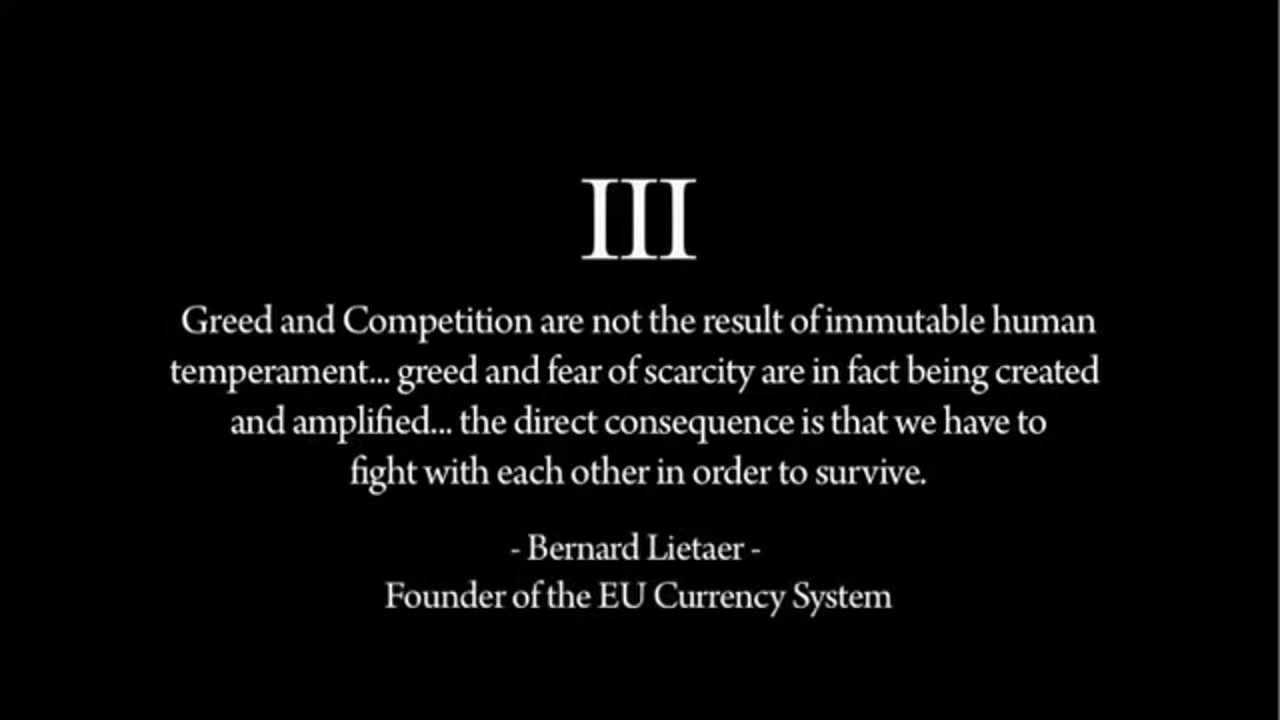 III
Greed and Competition are not the result of immutable human
temperament... greed and fear of scarcity are in fact being created
and amplified... the direct consequence is that we have to
fight with each other in order to survive.
- Bernard Lietaer -
Founder of the EU Currency System